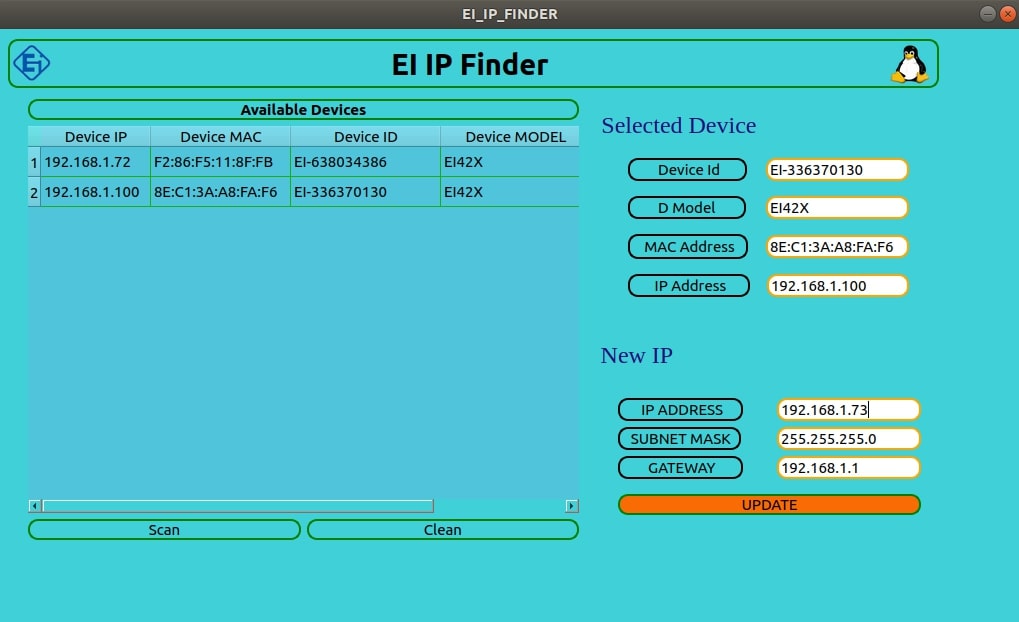 EI_IP_FINDER
EI
EI IP Finder
Available Devices
Device IP Device MAC Device ID Device MODEL
1 192.168.1.72 F2:86:F5:11:8F:FB EI-638034386 EI42X
2 192.168.1.100 8E:C1:3A:A8:FA:F6 EI-336370130 EI42X
Scan Clean
Selected Device
Device Id EI-336370130
D Model EI42X
MAC Address 8E:C1:3A:A8:FA:F6
IP Address 192.168.1.100
New IP
IP ADDRESS 192.168.1.73
SUBNET MASK 255.255.255.0
GATEWAY 192.168.1.1
UPDATE